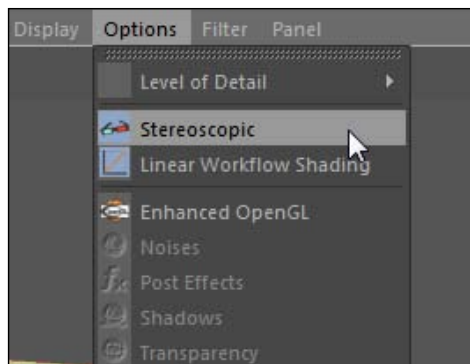 Display Options Filter Panel
Level of Detail
Stereoscopic
Linear Workflow Shading
Enhanced OpenGL
Noises
Post Effects
Shadows
Transparency